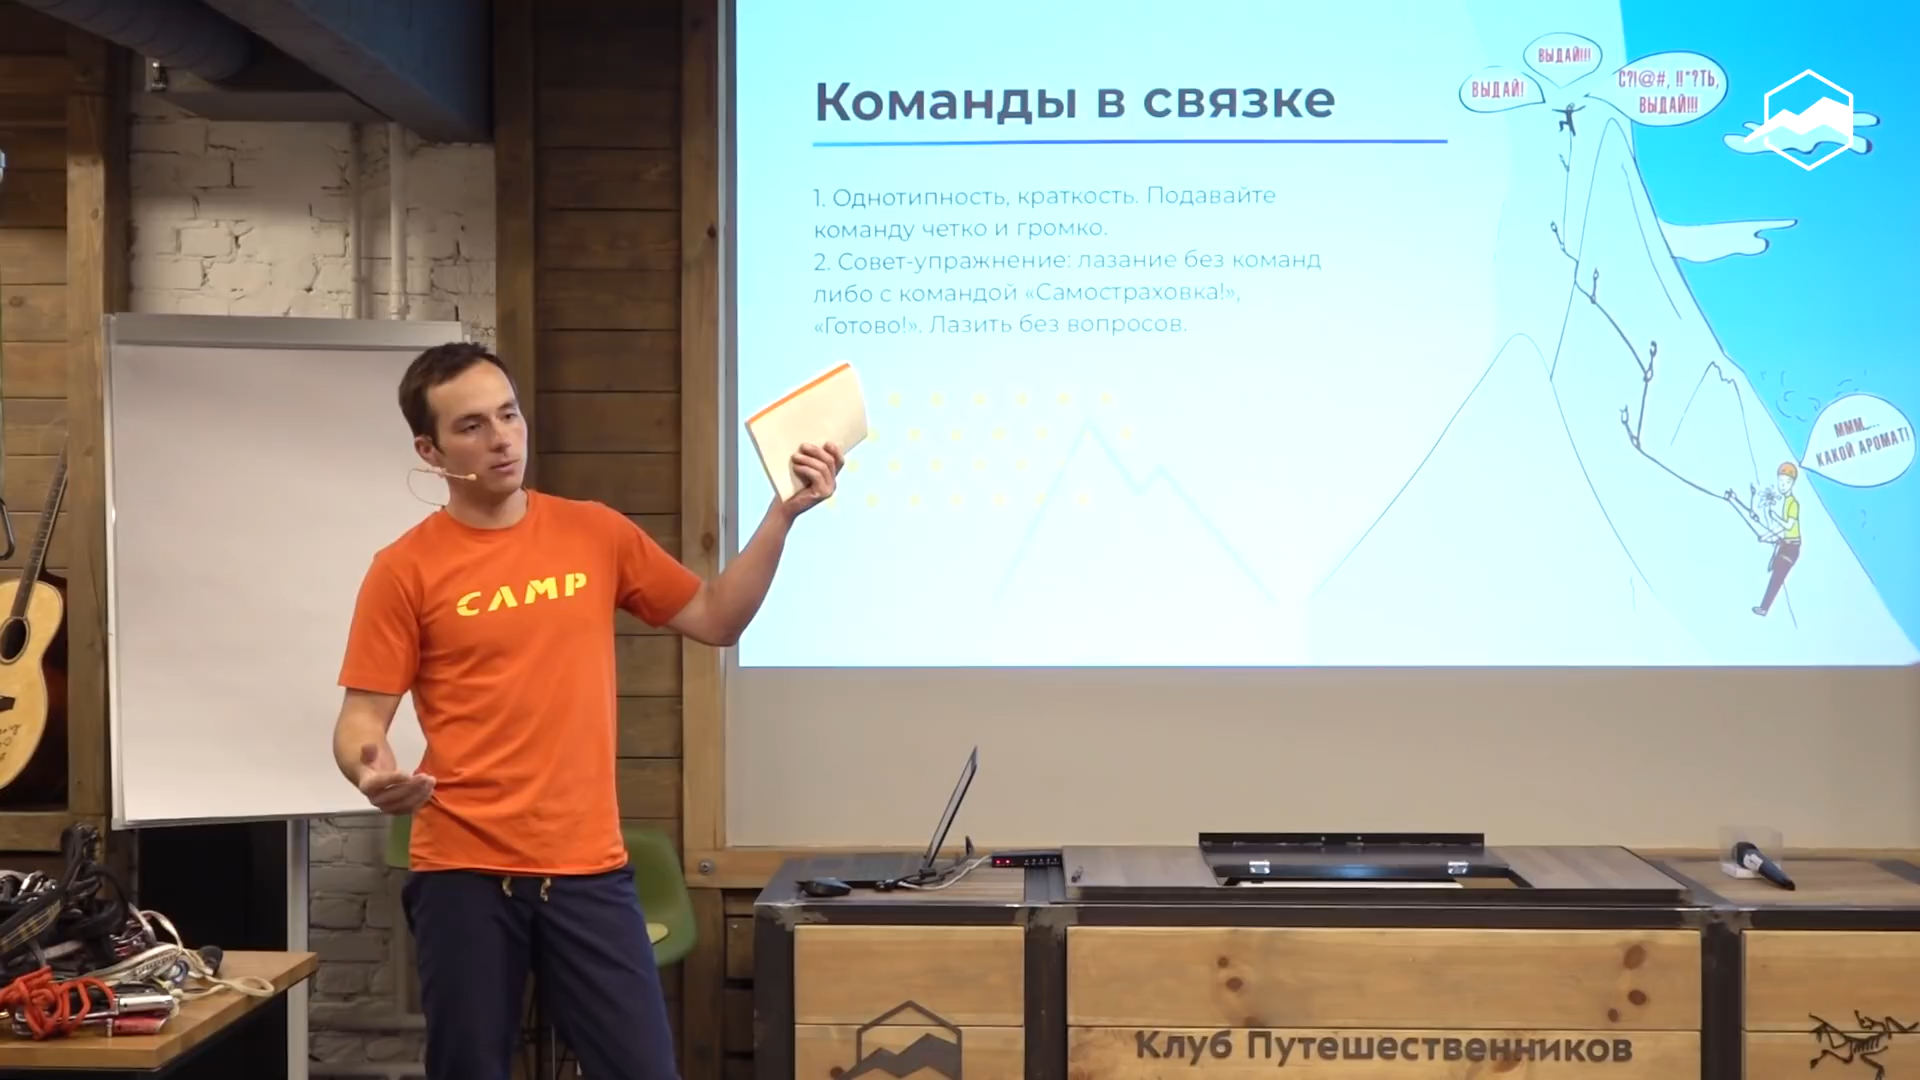 Команды в связке
1. Однотипность, краткость. Подавайте
команду четко и громко.
2. Совет-упражнение: лазание без команд
либо с командой «Самостраховка!»,
«Готово!». Лазить без вопросов.
ВЫДАЙ!
ВЫДАЙ!!!
С?!@#, !!*?ТЬ,
ВЫДАЙ!!!
МММ....
КАКОЙ АРОМАТ!
CAMP
Клуб Путешественников